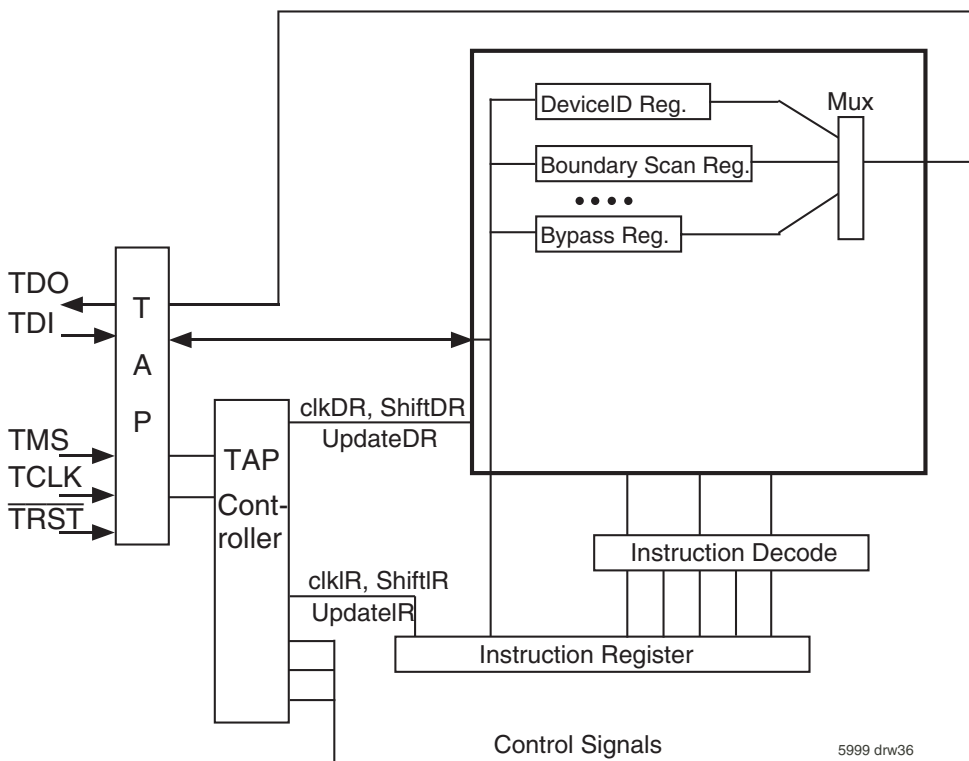 DeviceID Reg.
Mux
Boundary Scan Reg.
Bypass Reg.
TDO
TDI
T
A
P
TMS
TCLK
TRST
clkDR, ShiftDR
UpdateDR
TAP
Cont-
roller
Instruction Decode
clkIR, ShiftIR
UpdateIR
Instruction Register
Control Signals
5999 drw36